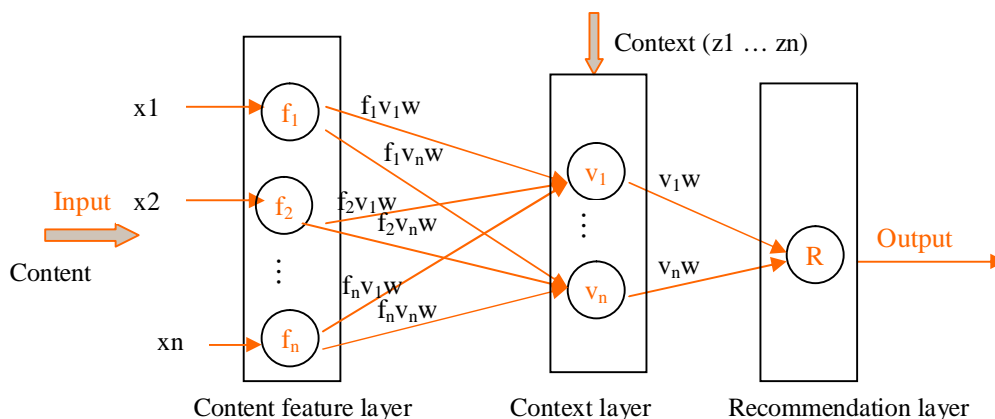 Context (z1 … zn)
x1
f1
f1v1w
f1vnw
v1
v1w
Input
x2
f2
f2v1w
f2vnw
⋮
R
Output
Content
⋮
fnv1w
fnvnw
vn
vnw
xn
fn
Content feature layer
Context layer
Recommendation layer